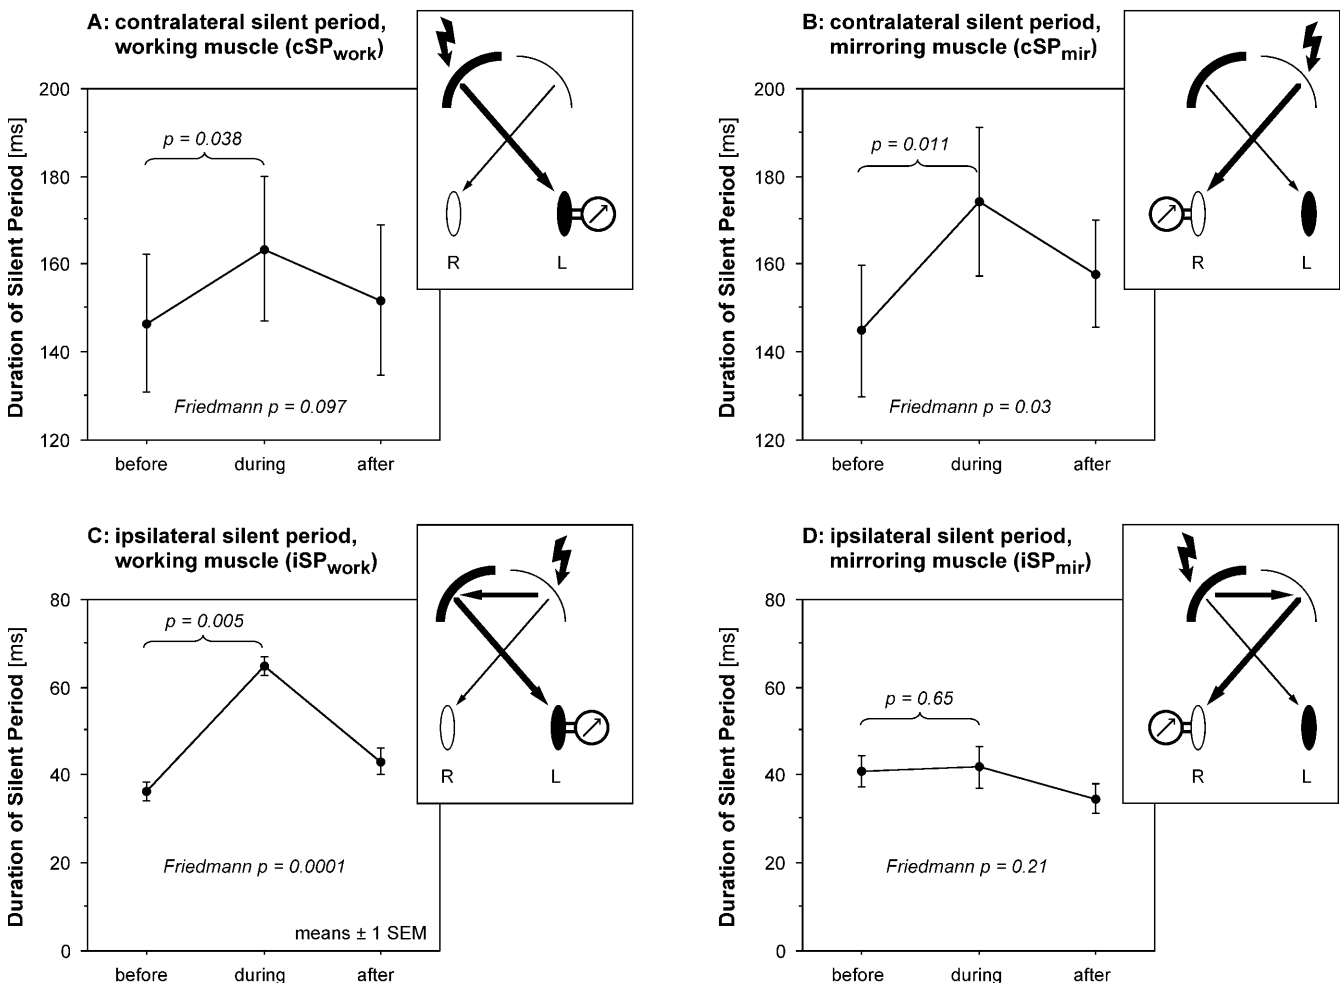 A: contralateral silent period,
working muscle (cSPwork)
Duration of Silent Period [ms]
200
180
160
140
120
p = 0.038
Friedmann p = 0.097
before during after
R L
B: contralateral silent period,
mirroring muscle (cSPmir)
Duration of Silent Period [ms]
200
180
160
140
120
p = 0.011
Friedmann p = 0.03
before during after
R L
C: ipsilateral silent period,
working muscle (iSPwork)
Duration of Silent Period [ms]
80
60
40
20
0
p = 0.005
Friedmann p = 0.0001
means ± 1 SEM
before during after
R L
D: ipsilateral silent period,
mirroring muscle (iSPmir)
Duration of Silent Period [ms]
80
60
40
20
0
p = 0.65
Friedmann p = 0.21
before during after
R L